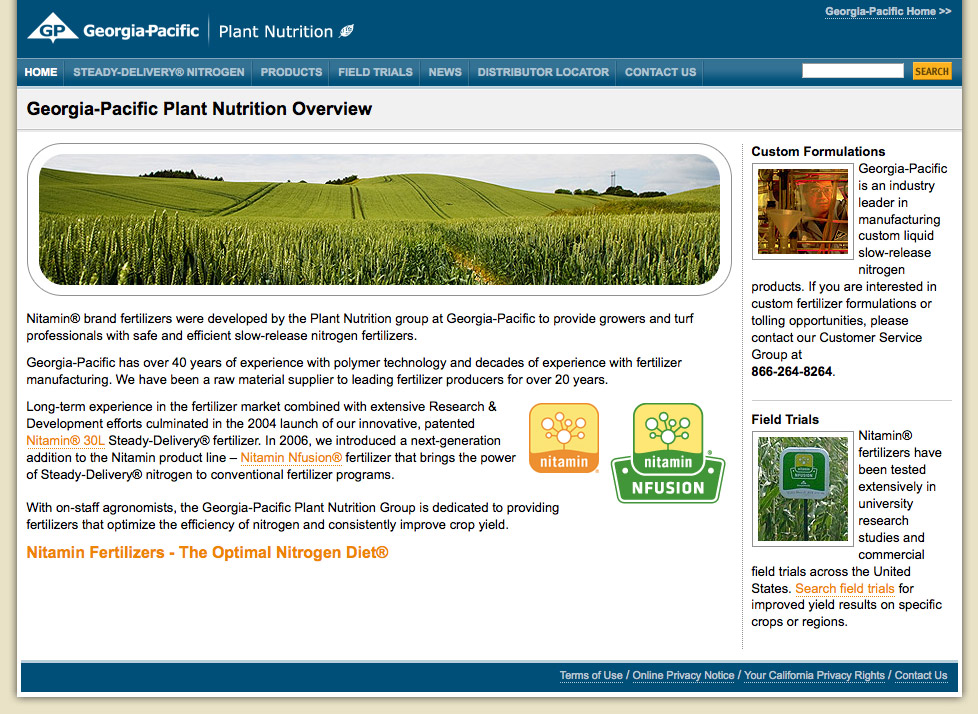 Georgia-Pacific Home >>
GP Georgia-Pacific Plant Nutrition
HOME STEADY-DELIVERY® NITROGEN PRODUCTS FIELD TRIALS NEWS DISTRIBUTOR LOCATOR CONTACT US SEARCH
Georgia-Pacific Plant Nutrition Overview
Nitamin® brand fertilizers were developed by the Plant Nutrition group at Georgia-Pacific to provide growers and turf
professionals with safe and efficient slow-release nitrogen fertilizers.
Georgia-Pacific has over 40 years of experience with polymer technology and decades of experience with fertilizer
manufacturing. We have been a raw material supplier to leading fertilizer producers for over 20 years.
Long-term experience in the fertilizer market combined with extensive Research &
Development efforts culminated in the 2004 launch of our innovative, patented
Nitamin® 30L Steady-Delivery® fertilizer. In 2006, we introduced a next-generation
addition to the Nitamin product line – Nitamin Nfusion® fertilizer that brings the power
of Steady-Delivery® nitrogen to conventional fertilizer programs.
nitamin®
nitamin®
NFUSION
With on-staff agronomists, the Georgia-Pacific Plant Nutrition Group is dedicated to providing
fertilizers that optimize the efficiency of nitrogen and consistently improve crop yield.
Nitamin Fertilizers - The Optimal Nitrogen Diet®
Custom Formulations
Georgia-Pacific
is an industry
leader in
manufacturing
custom liquid
slow-release
nitrogen
products. If you are interested in
custom fertilizer formulations or
tolling opportunities, please
contact our Customer Service
Group at
866-264-8264.
Field Trials
nitamin
NFUSION
Nitamin®
fertilizers have
been tested
extensively in
university
research
studies and
commercial
field trials across the United
States. Search field trials for
improved yield results on specific
crops or regions.
Terms of Use / Online Privacy Notice / Your California Privacy Rights / Contact Us